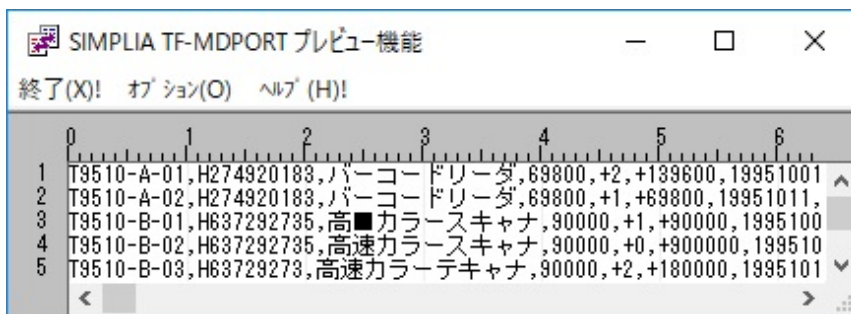 SIMPLIA TF-MDPORT プレビュー機能
終了(X)! ｵﾌﾟｼｮﾝ(O) ﾍﾙﾌﾟ(H)!
0 1 2 3 4 5 6
1 T9510-A-01,H274920183,バーコードリーダ,69800,+2,+139600,19951001
2 T9510-A-02,H274920183,バーコードリーダ,69800,+1,+69800,19951011,
3 T9510-B-01,H637292735,高■カラースキャナ,90000,+1,+90000,1995100
4 T9510-B-02,H637292735,高速カラースキャナ,90000,+0,+900000,199510
5 T9510-B-03,H63729273,高速カラーテキャナ,90000,+2,+180000,1995101